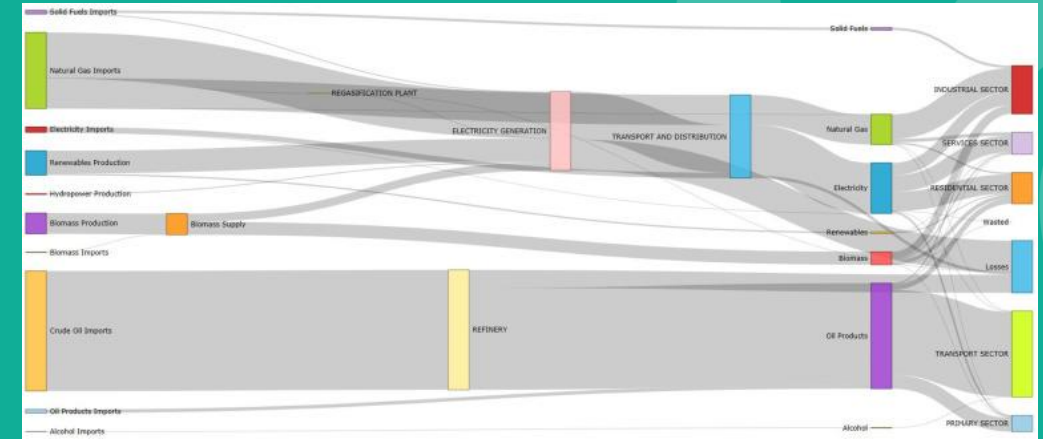 Solid Fuels Imports
Natural Gas Imports
Electricity Imports
Renewables Production
Hydropower Production
Biomass Production
Biomass Imports
Crude Oil Imports
Oil Products Imports
Alcohol Imports
Biomass Supply
REGASIFICATION PLANT
ELECTRICITY GENERATION
REFINERY
TRANSPORT AND DISTRIBUTION
Solid Fuels
Natural Gas
Electricity
Renewables
Biomass
Oil Products
Alcohol
INDUSTRIAL SECTOR
SERVICES SECTOR
RESIDENTIAL SECTOR
Wasted
Losses
TRANSPORT SECTOR
PRIMARY SECTOR